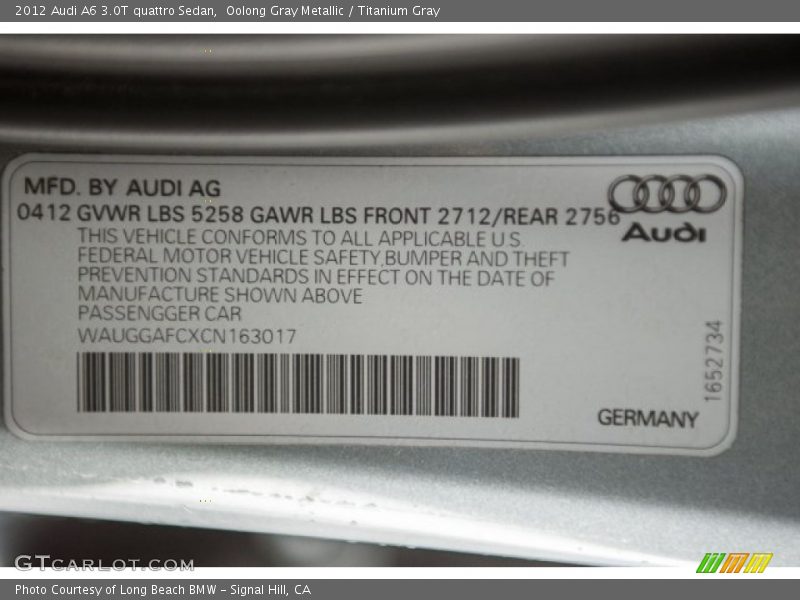 2012 Audi A6 3.0T quattro Sedan,  Oolong Gray Metallic / Titanium Gray
MFD. BY AUDI AG
0412 GVWR LBS 5258 GAWR LBS FRONT 2712/REAR 2756
Audi
THIS VEHICLE CONFORMS TO ALL APPLICABLE U.S.
FEDERAL MOTOR VEHICLE SAFETY,BUMPER AND THEFT
PREVENTION STANDARDS IN EFFECT ON THE DATE OF
MANUFACTURE SHOWN ABOVE
PASSENGGER CAR
WAUGGAFCXCN163017
1652734
GERMANY
GTCARLOT.COM
Photo Courtesy of Long Beach BMW - Signal Hill, CA